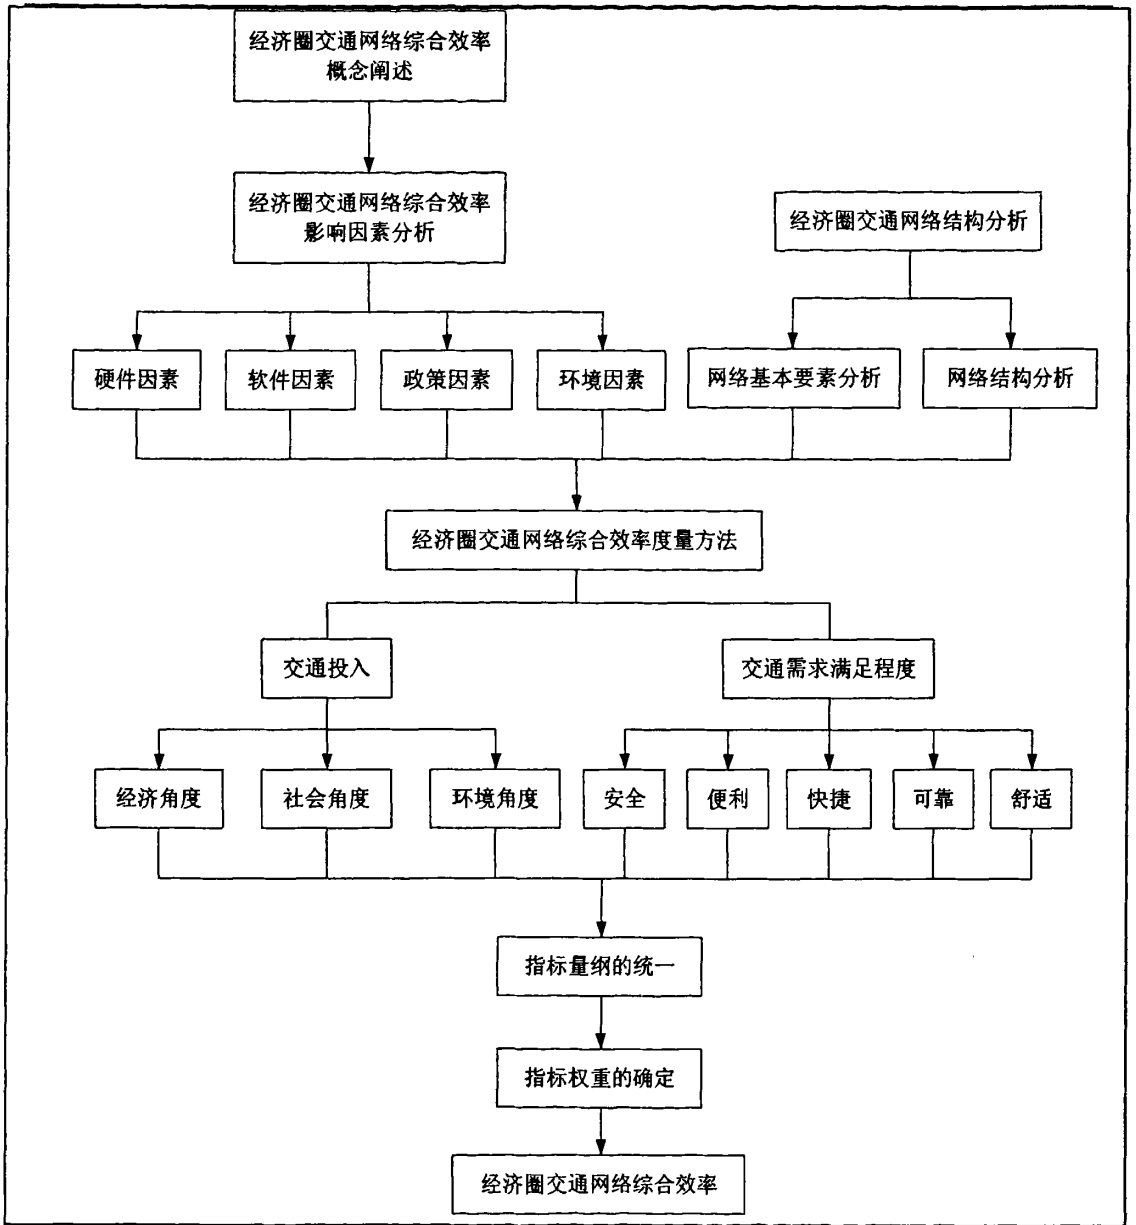 经济圈交通网络综合效率
概念阐述
经济圈交通网络综合效率
影响因素分析
经济圈交通网络结构分析
硬件因素
软件因素
政策因素
环境因素
网络基本要素分析
网络结构分析
经济圈交通网络综合效率度量方法
交通投入
交通需求满足程度
经济角度
社会角度
环境角度
安全
便利
快捷
可靠
舒适
指标量纲的统一
指标权重的确定
经济圈交通网络综合效率